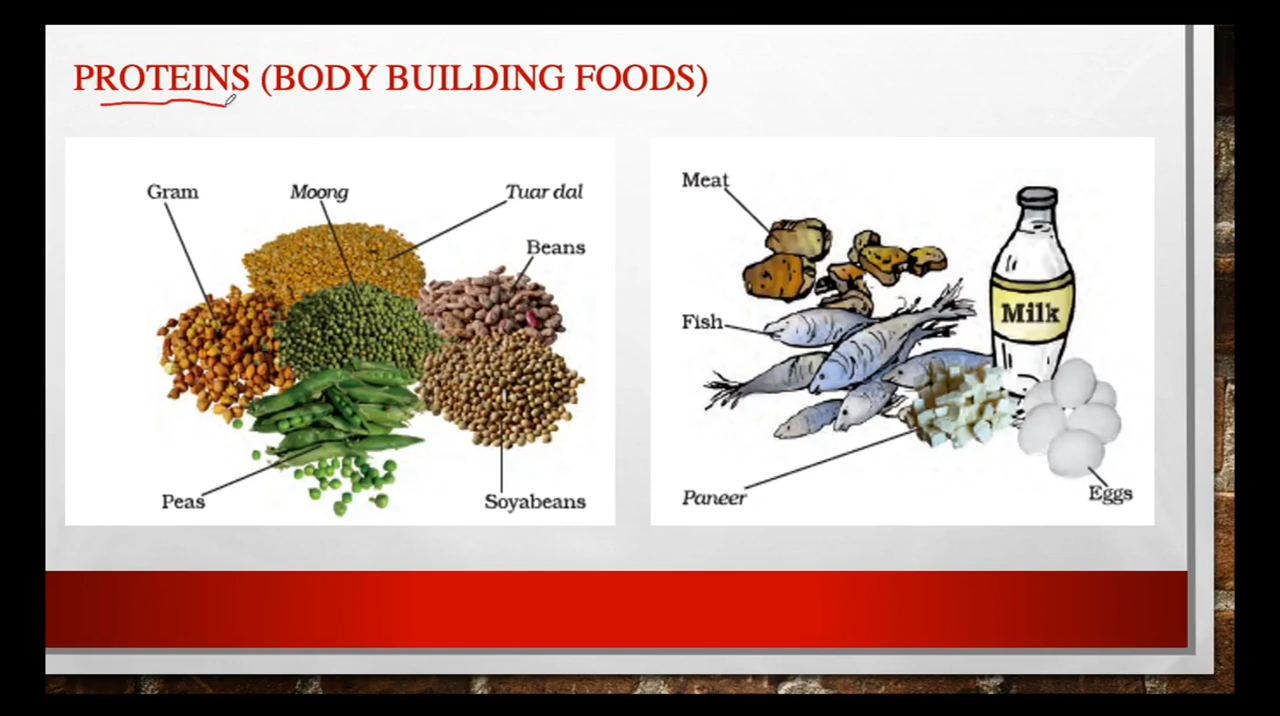 PROTEINS (BODY BUILDING FOODS)
Gram
Moong
Tuar dal
Beans
Peas
Soyabeans
Meat
Milk
Fish
Paneer
Eggs